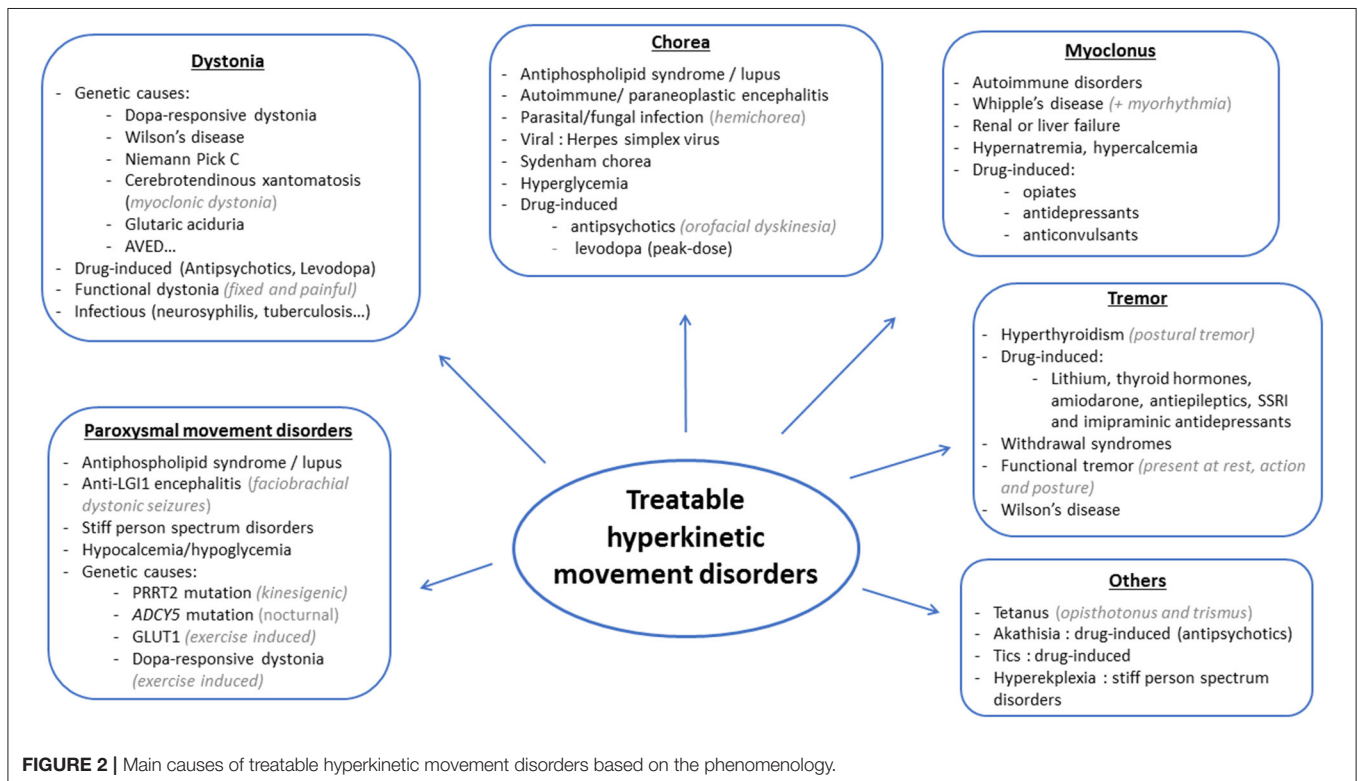 Dystonia
- Genetic causes:
- Dopa-responsive dystonia
- Wilson's disease
- Niemann Pick C
- Cerebrotendinous xantomatosis
(myoclonic dystonia)
- Glutaric aciduria
- AVED...
- Drug-induced (Antipsychotics, Levodopa)
- Functional dystonia (fixed and painful)
- Infectious (neurosyphilis, tuberculosis...)
Chorea
- Antiphospholipid syndrome / lupus
- Autoimmune/ paraneoplastic encephalitis
- Parasital/fungal infection (hemichorea)
- Viral : Herpes simplex virus
- Sydenham chorea
- Hyperglycemia
- Drug-induced
- antipsychotics (orofacial dyskinesia)
- levodopa (peak-dose)
Myoclonus
- Autoimmune disorders
- Whipple's disease (+ myorhythmia)
- Renal or liver failure
- Hypernatremia, hypercalcemia
- Drug-induced:
- opiates
- antidepressants
- anticonvulsants
Tremor
- Hyperthyroidism (postural tremor)
- Drug-induced:
- Lithium, thyroid hormones,
amiodarone, antiepileptics, SSRI
and imipraminic antidepressants
- Withdrawal syndromes
- Functional tremor (present at rest, action
and posture)
- Wilson's disease
Paroxysmal movement disorders
- Antiphospholipid syndrome / lupus
- Anti-LGI1 encephalitis (faciobrachial
dystonic seizures)
- Stiff person spectrum disorders
- Hypocalcemia/hypoglycemia
- Genetic causes:
- PRRT2 mutation (kinesigenic)
- ADCY5 mutation (nocturnal)
- GLUT1 (exercise induced)
- Dopa-responsive dystonia
(exercise induced)
Treatable
hyperkinetic
movement disorders
Others
- Tetanus (opisthotonus and trismus)
- Akathisia : drug-induced (antipsychotics)
- Tics : drug-induced
- Hyperekplexia : stiff person spectrum
disorders
FIGURE 2 | Main causes of treatable hyperkinetic movement disorders based on the phenomenology.